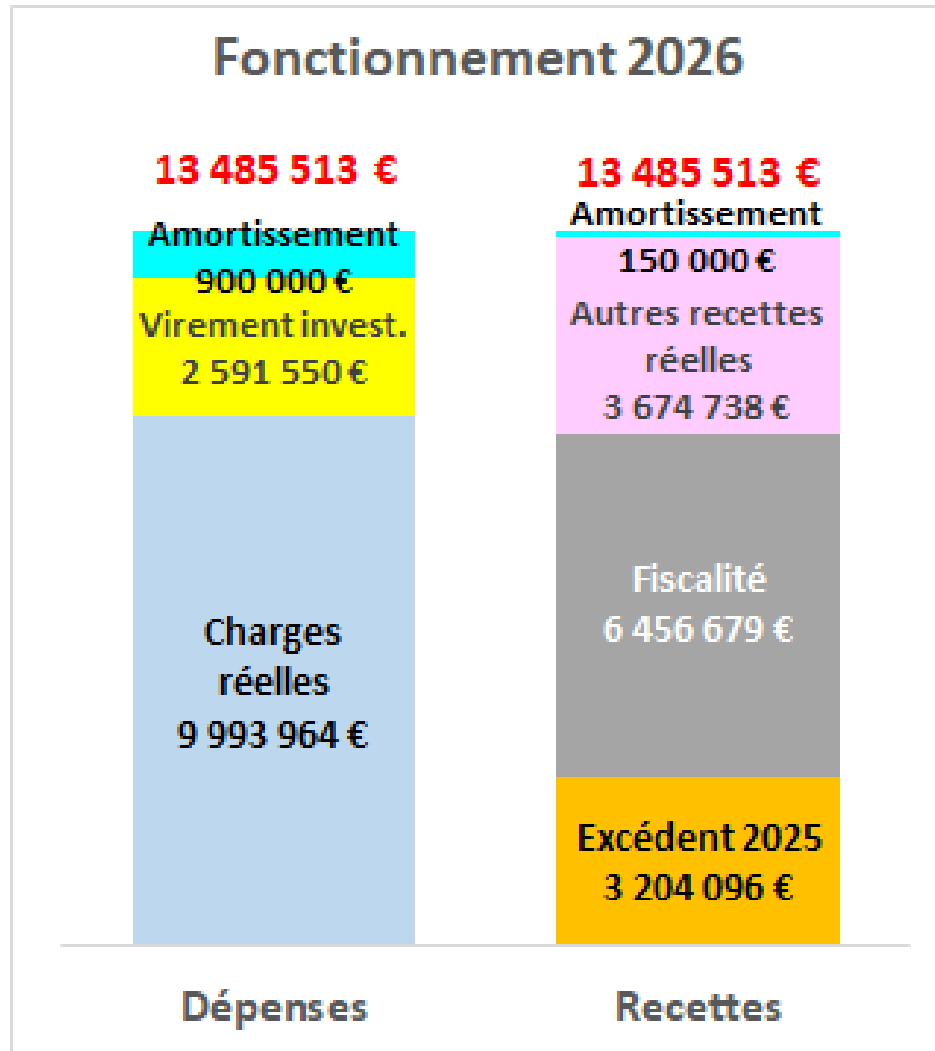 Fonctionnement 2026
13 485 513 €
Amortissement
900 000 €
Virement invest.
2 591 550 €
Charges
réelles
9 993 964 €
Dépenses
13 485 513 €
Amortissement
150 000 €
Autres recettes
réelles
3 674 738 €
Fiscalité
6 456 679 €
Excédent 2025
3 204 096 €
Recettes